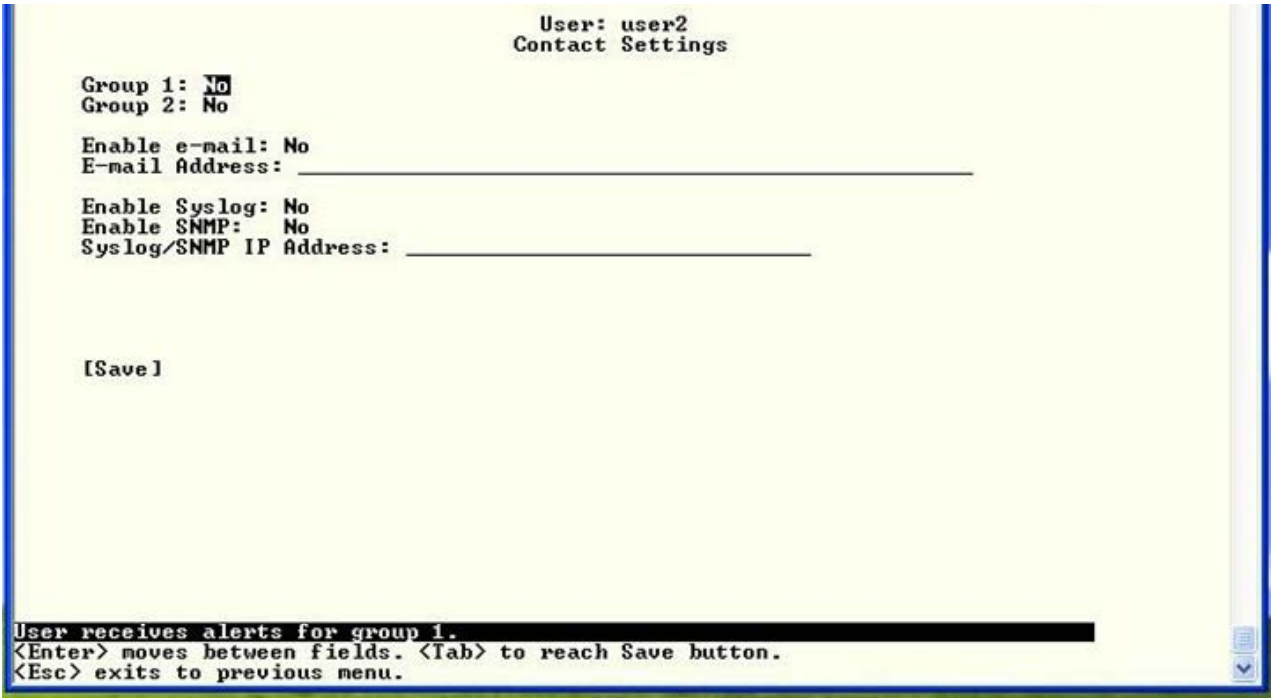 User: user2
Contact Settings
Group 1: No
Group 2: No
Enable e-mail: No
E-mail Address:
Enable Syslog: No
Enable SNMP: No
Syslog/SNMP IP Address:
[Save]
User receives alerts for group 1.
<Enter> moves between fields. <Tab> to reach Save button.
<Esc> exits to previous menu.